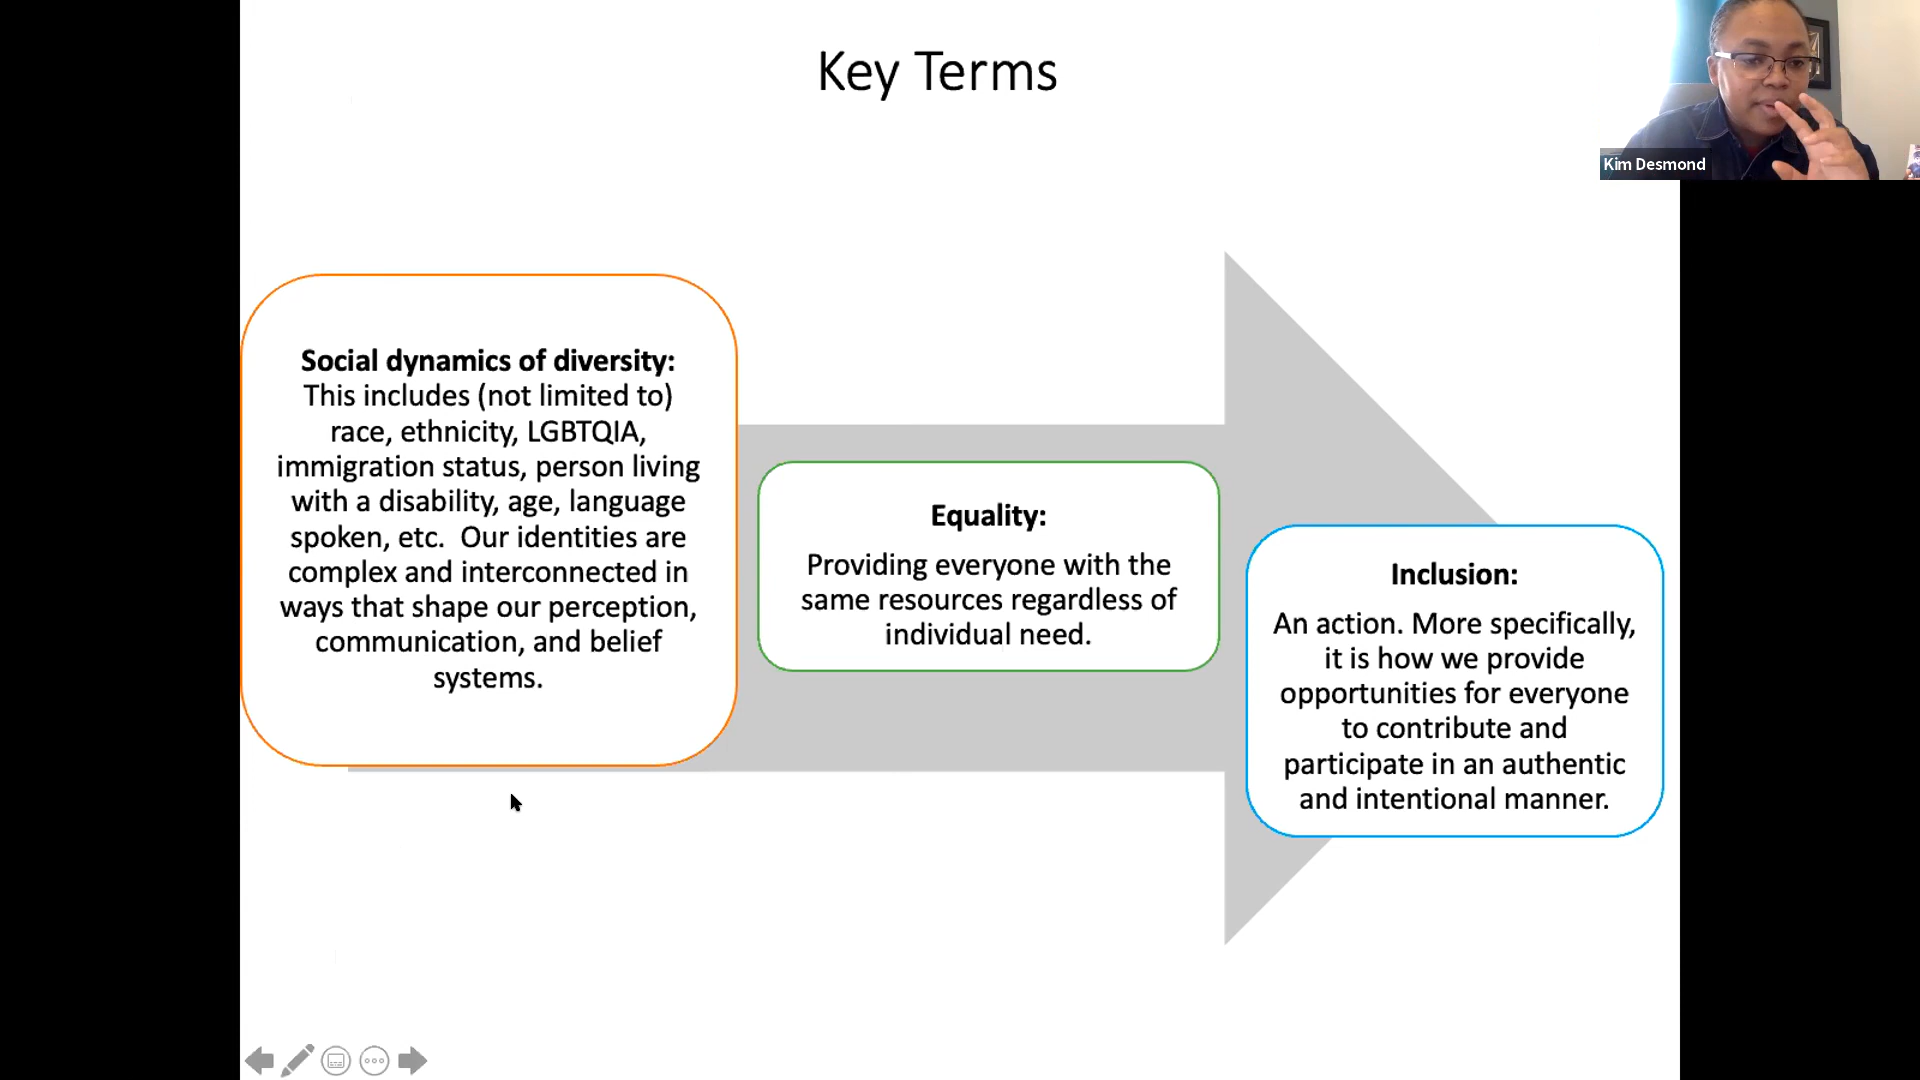 Key Terms
Kim Desmond
Social dynamics of diversity:
This includes (not limited to)
race, ethnicity, LGBTQIA,
immigration status, person living
with a disability, age, language
spoken, etc.  Our identities are
complex and interconnected in
ways that shape our perception,
communication, and belief
systems.
Equality:
Providing everyone with the
same resources regardless of
individual need.
Inclusion:
An action. More specifically,
it is how we provide
opportunities for everyone
to contribute and
participate in an authentic
and intentional manner.